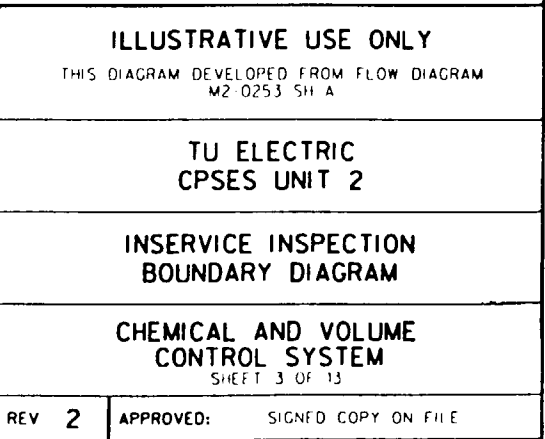 ILLUSTRATIVE USE ONLY
THIS DIAGRAM DEVELOPED FROM FLOW DIAGRAM
M2-0253 SH A
TU ELECTRIC
CPSES UNIT 2
INSERVICE INSPECTION
BOUNDARY DIAGRAM
CHEMICAL AND VOLUME
CONTROL SYSTEM
SHEET 3 OF 13
REV 2 APPROVED: SIGNED COPY ON FILE